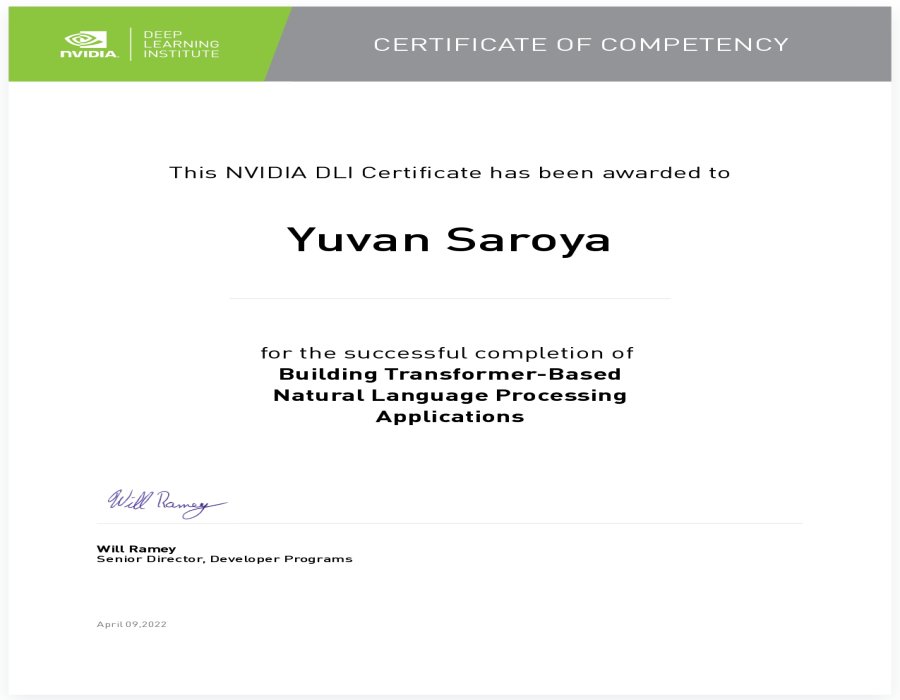 NVIDIA.
DEEP
LEARNING
INSTITUTE
CERTIFICATE OF COMPETENCY
This NVIDIA DLI Certificate has been awarded to
Yuvan Saroya
for the successful completion of
Building Transformer-Based
Natural Language Processing
Applications
Will Ramey
Will Ramey
Senior Director, Developer Programs
April 09,2022